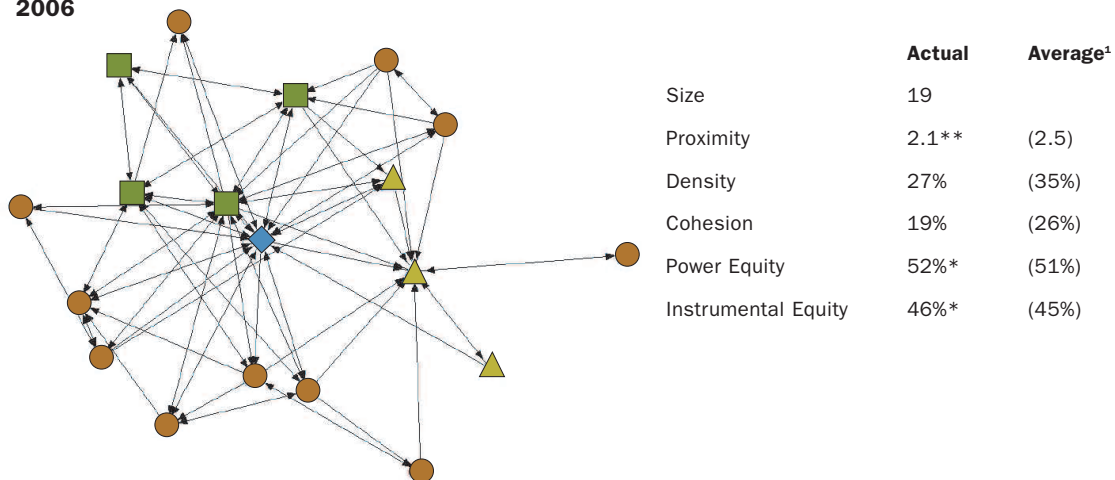 2006
Actual Average¹
Size 19
Proximity 2.1** (2.5)
Density 27% (35%)
Cohesion 19% (26%)
Power Equity 52%* (51%)
Instrumental Equity 46%* (45%)